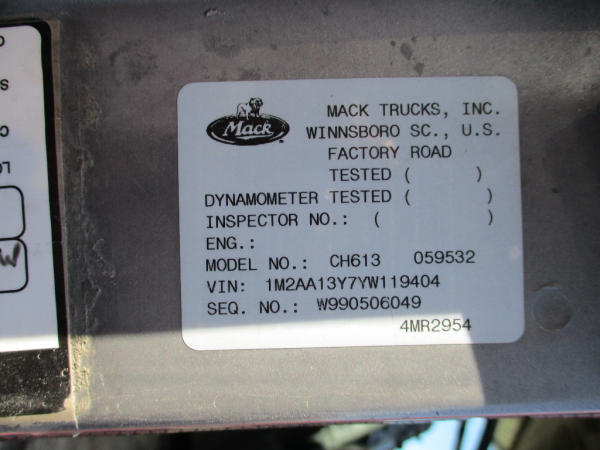 Mack
MACK TRUCKS, INC.
WINNSBORO SC., U.S.
FACTORY ROAD
TESTED ( )
DYNAMOMETER TESTED ( )
INSPECTOR NO.: ( )
ENG.:
MODEL NO.: CH613 059532
VIN: 1M2AA13Y7YW119404
SEQ. NO.: W990506049
4MR2954